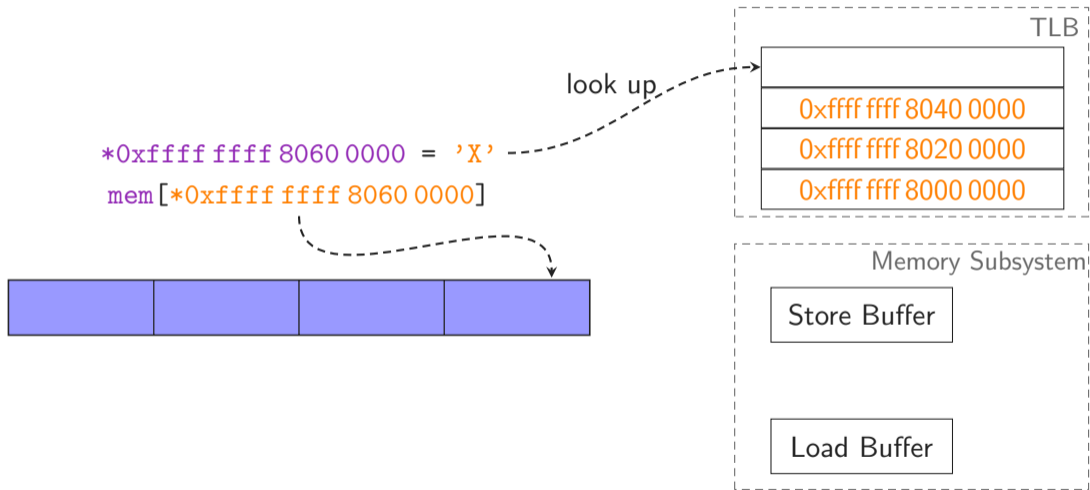 TLB
look up
0xffff ffff 8040 0000
*0xffff ffff 8060 0000 = 'X'
0xffff ffff 8020 0000
mem[*0xffff ffff 8060 0000]
0xffff ffff 8000 0000
Memory Subsystem
Store Buffer
Load Buffer